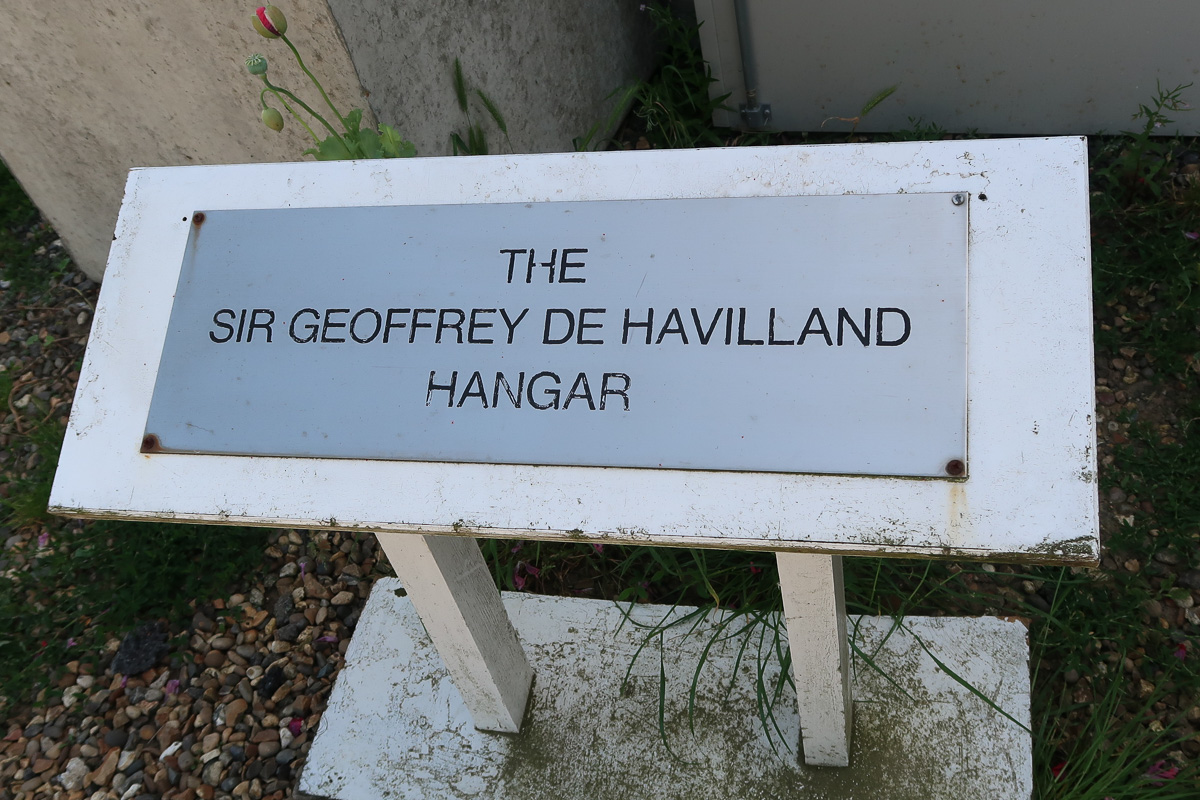 THE
SIR GEOFFREY DE HAVILLAND
HANGAR